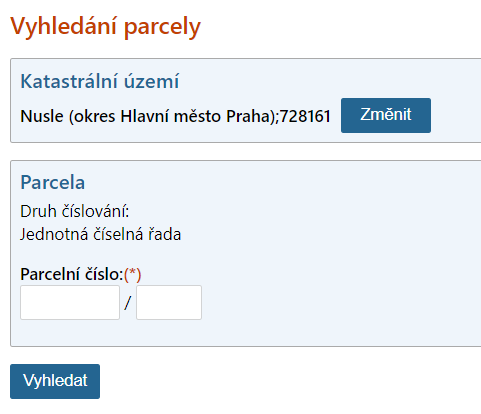 Vyhledání parcely
Katastrální území
Nusle (okres Hlavní město Praha);728161 Změnit
Parcela
Druh číslování:
Jednotná číselná řada
Parcelní číslo:(*)
/
Vyhledat